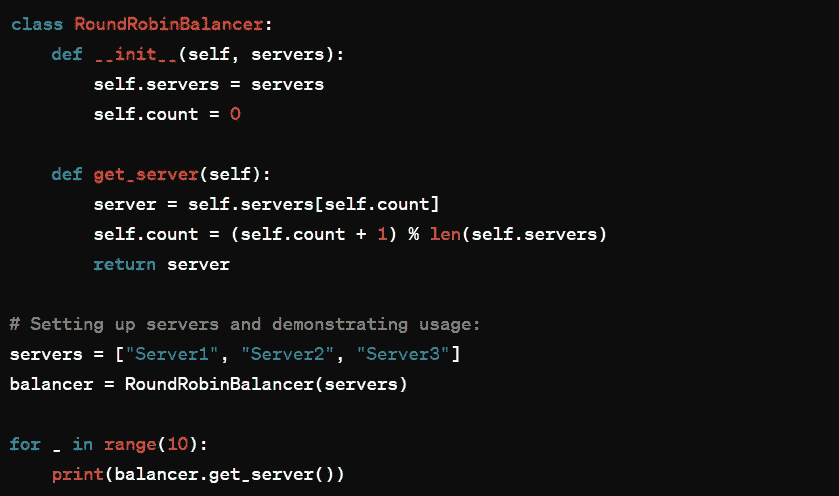 class RoundRobinBalancer:
    def __init__(self, servers):
        self.servers = servers
        self.count = 0

    def get_server(self):
        server = self.servers[self.count]
        self.count = (self.count + 1) % len(self.servers)
        return server

# Setting up servers and demonstrating usage:
servers = ["Server1", "Server2", "Server3"]
balancer = RoundRobinBalancer(servers)

for _ in range(10):
    print(balancer.get_server())